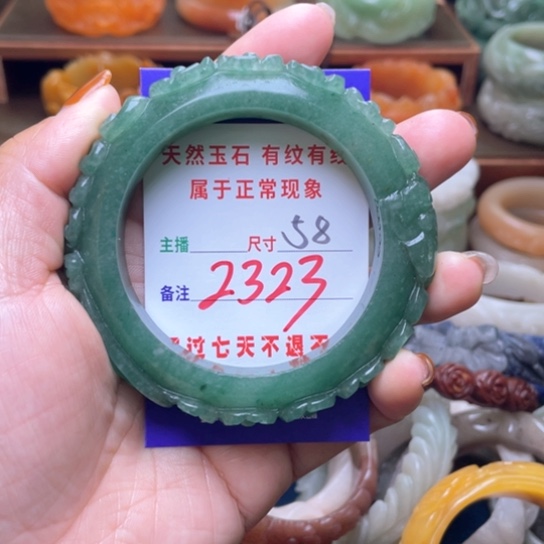 天然玉石 有纹有线
属于正常现象
主播 尺寸 58
备注 2323
过七天不退不